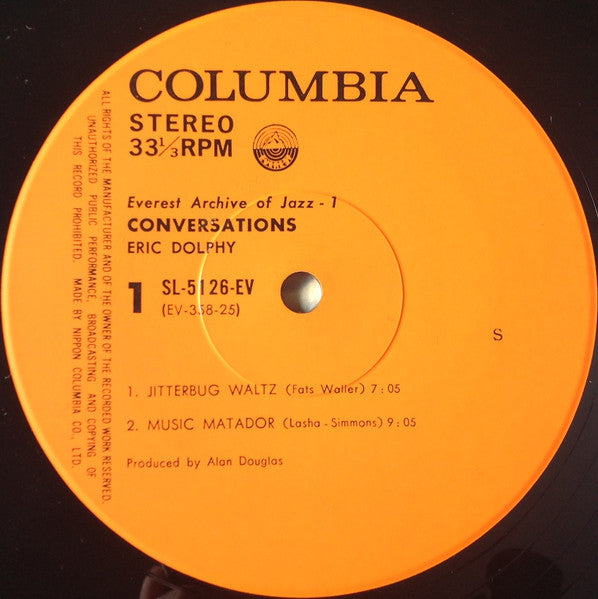 COLUMBIA
STEREO
33⅓ RPM
EVEREST
Everest Archive of Jazz - 1
CONVERSATIONS
ERIC DOLPHY
1 SL-5126-EV
(EV-358-25)
S
1. JITTERBUG WALTZ (Fats Waller) 7:05
2. MUSIC MATADOR (Lasha - Simmons) 9:05
Produced by Alan Douglas
ALL RIGHTS OF THE MANUFACTURER AND OF THE OWNER OF THE RECORDED WORK RESERVED.
UNAUTHORIZED PUBLIC PERFORMANCE, BROADCASTING AND COPYING OF
THIS RECORD PROHIBITED. MADE BY NIPPON COLUMBIA CO., LTD.